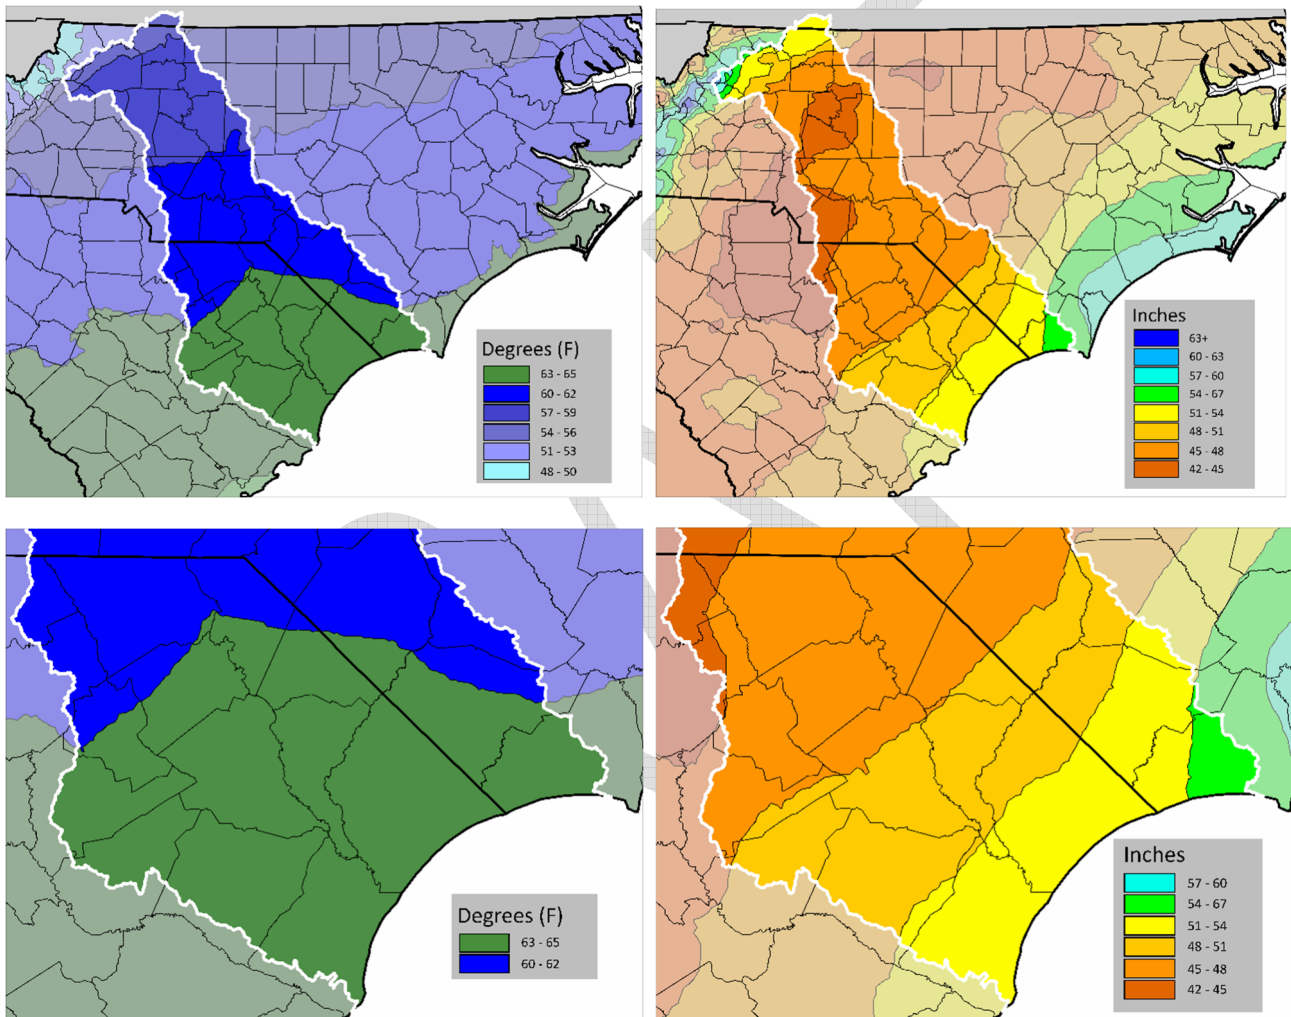 Degrees (F)
63 - 65
60 - 62
57 - 59
54 - 56
51 - 53
48 - 50
Inches
63+
60 - 63
57 - 60
54 - 67
51 - 54
48 - 51
45 - 48
42 - 45
Degrees (F)
63 - 65
60 - 62
Inches
57 - 60
54 - 67
51 - 54
48 - 51
45 - 48
42 - 45